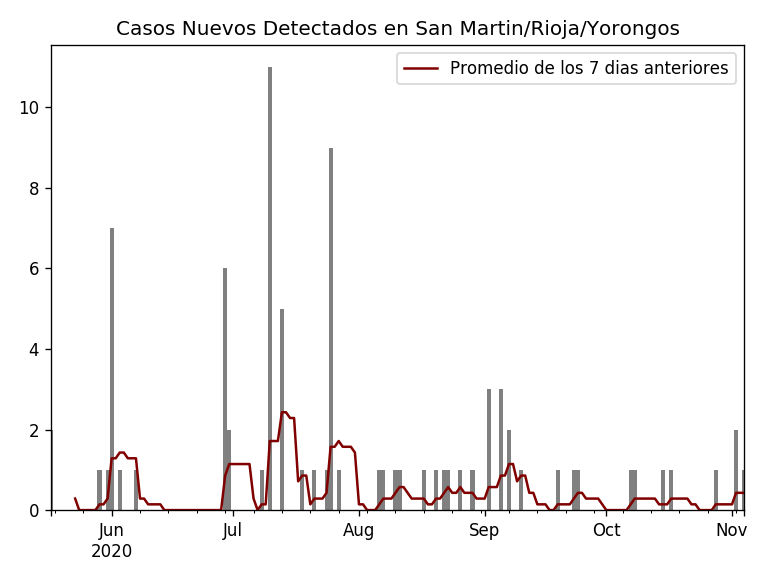 Casos Nuevos Detectados en San Martin/Rioja/Yorongos
Promedio de los 7 dias anteriores
10
8
6
4
2
0
Jun Jul Aug Sep Oct Nov
2020